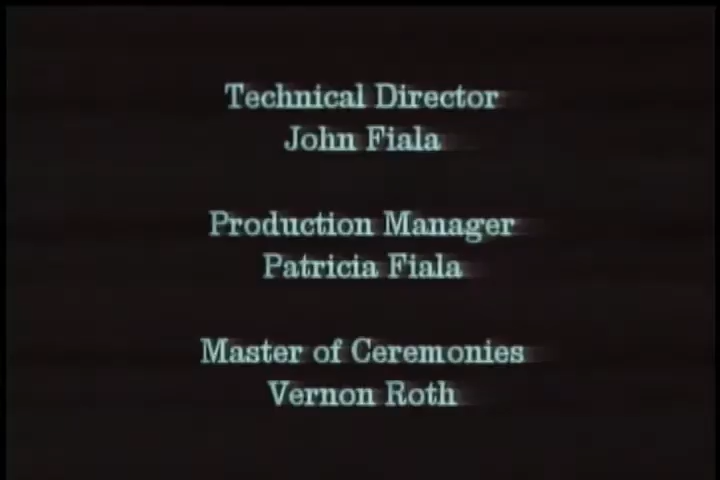 Technical Director
John Fiala
Production Manager
Patricia Fiala
Master of Ceremonies
Vernon Roth